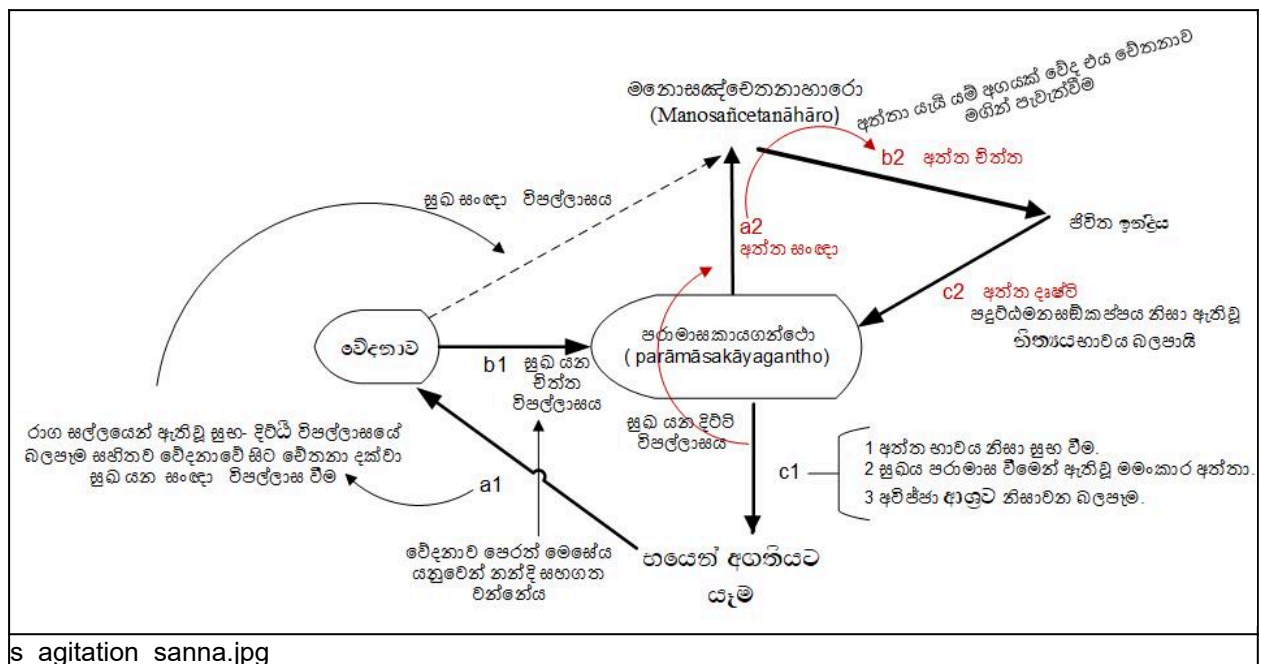 මනොසඤ්චෙතනාහාරො
(Manosañcetanāhāro)
අත්තා යැයි යම් අගයක් වේද එය චේතනාව
මගින් පැවැත්වීම
b2 අත්ත චිත්ත
සුඛ සංඥා විපල්ලාසය
a2
අත්ත සංඥා
ජීවිත ඉන්ද්‍රිය
c2 අත්ත දෘෂ්ටි
පදුට්ඨමනසඞ්කප්පය නිසා ඇතිවූ
නිත්‍යයභාවය බලපායි
වේදනාව
පරාමාසකායගන්ථො
( parāmāsakāyagantho)
b1 සුඛ යන
චිත්ත
විපල්ලාසය
සුඛ යන දිට්ටි
විපල්ලාසය
රාග සල්ලයෙන් ඇතිවූ සුභ- දිට්ඨි විපල්ලාසයේ
බලපෑම සහිතව වේදනාවේ සිට චේතනා දක්වා
සුඛ යන සංඥා විපල්ලාස වීම
a1
c1
1 අත්ත භාවය නිසා සුභ වීම.
2 සුඛය පරාමාස වීමෙන් ඇතිවූ මමංකාර අත්තා.
3 අවිජ්ජා ආශ්‍රව නිසාවන බලපෑම.
වේදනාව පෙරත් මෙසේය
යනුවෙන් නන්දි සහගත
වන්නේය
භයෙන් අගතියට
යෑම
s_agitation_sanna.jpg